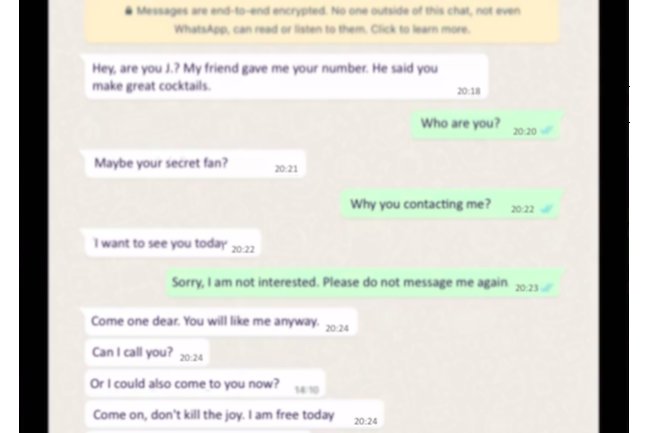 Messages are end-to-end encrypted. No one outside of this chat, not even
WhatsApp, can read or listen to them. Click to learn more.
Hey, are you J.? My friend gave me your number. He said you
make great cocktails.
20:18
Who are you? 20:20
Maybe your secret fan? 20:21
Why you contacting me? 20:22
I want to see you today 20:22
Sorry, I am not interested. Please do not message me again 20:23
Come one dear. You will like me anyway. 20:24
Can I call you? 20:24
Or I could also come to you now?
Come on, don't kill the joy. I am free today 20:24